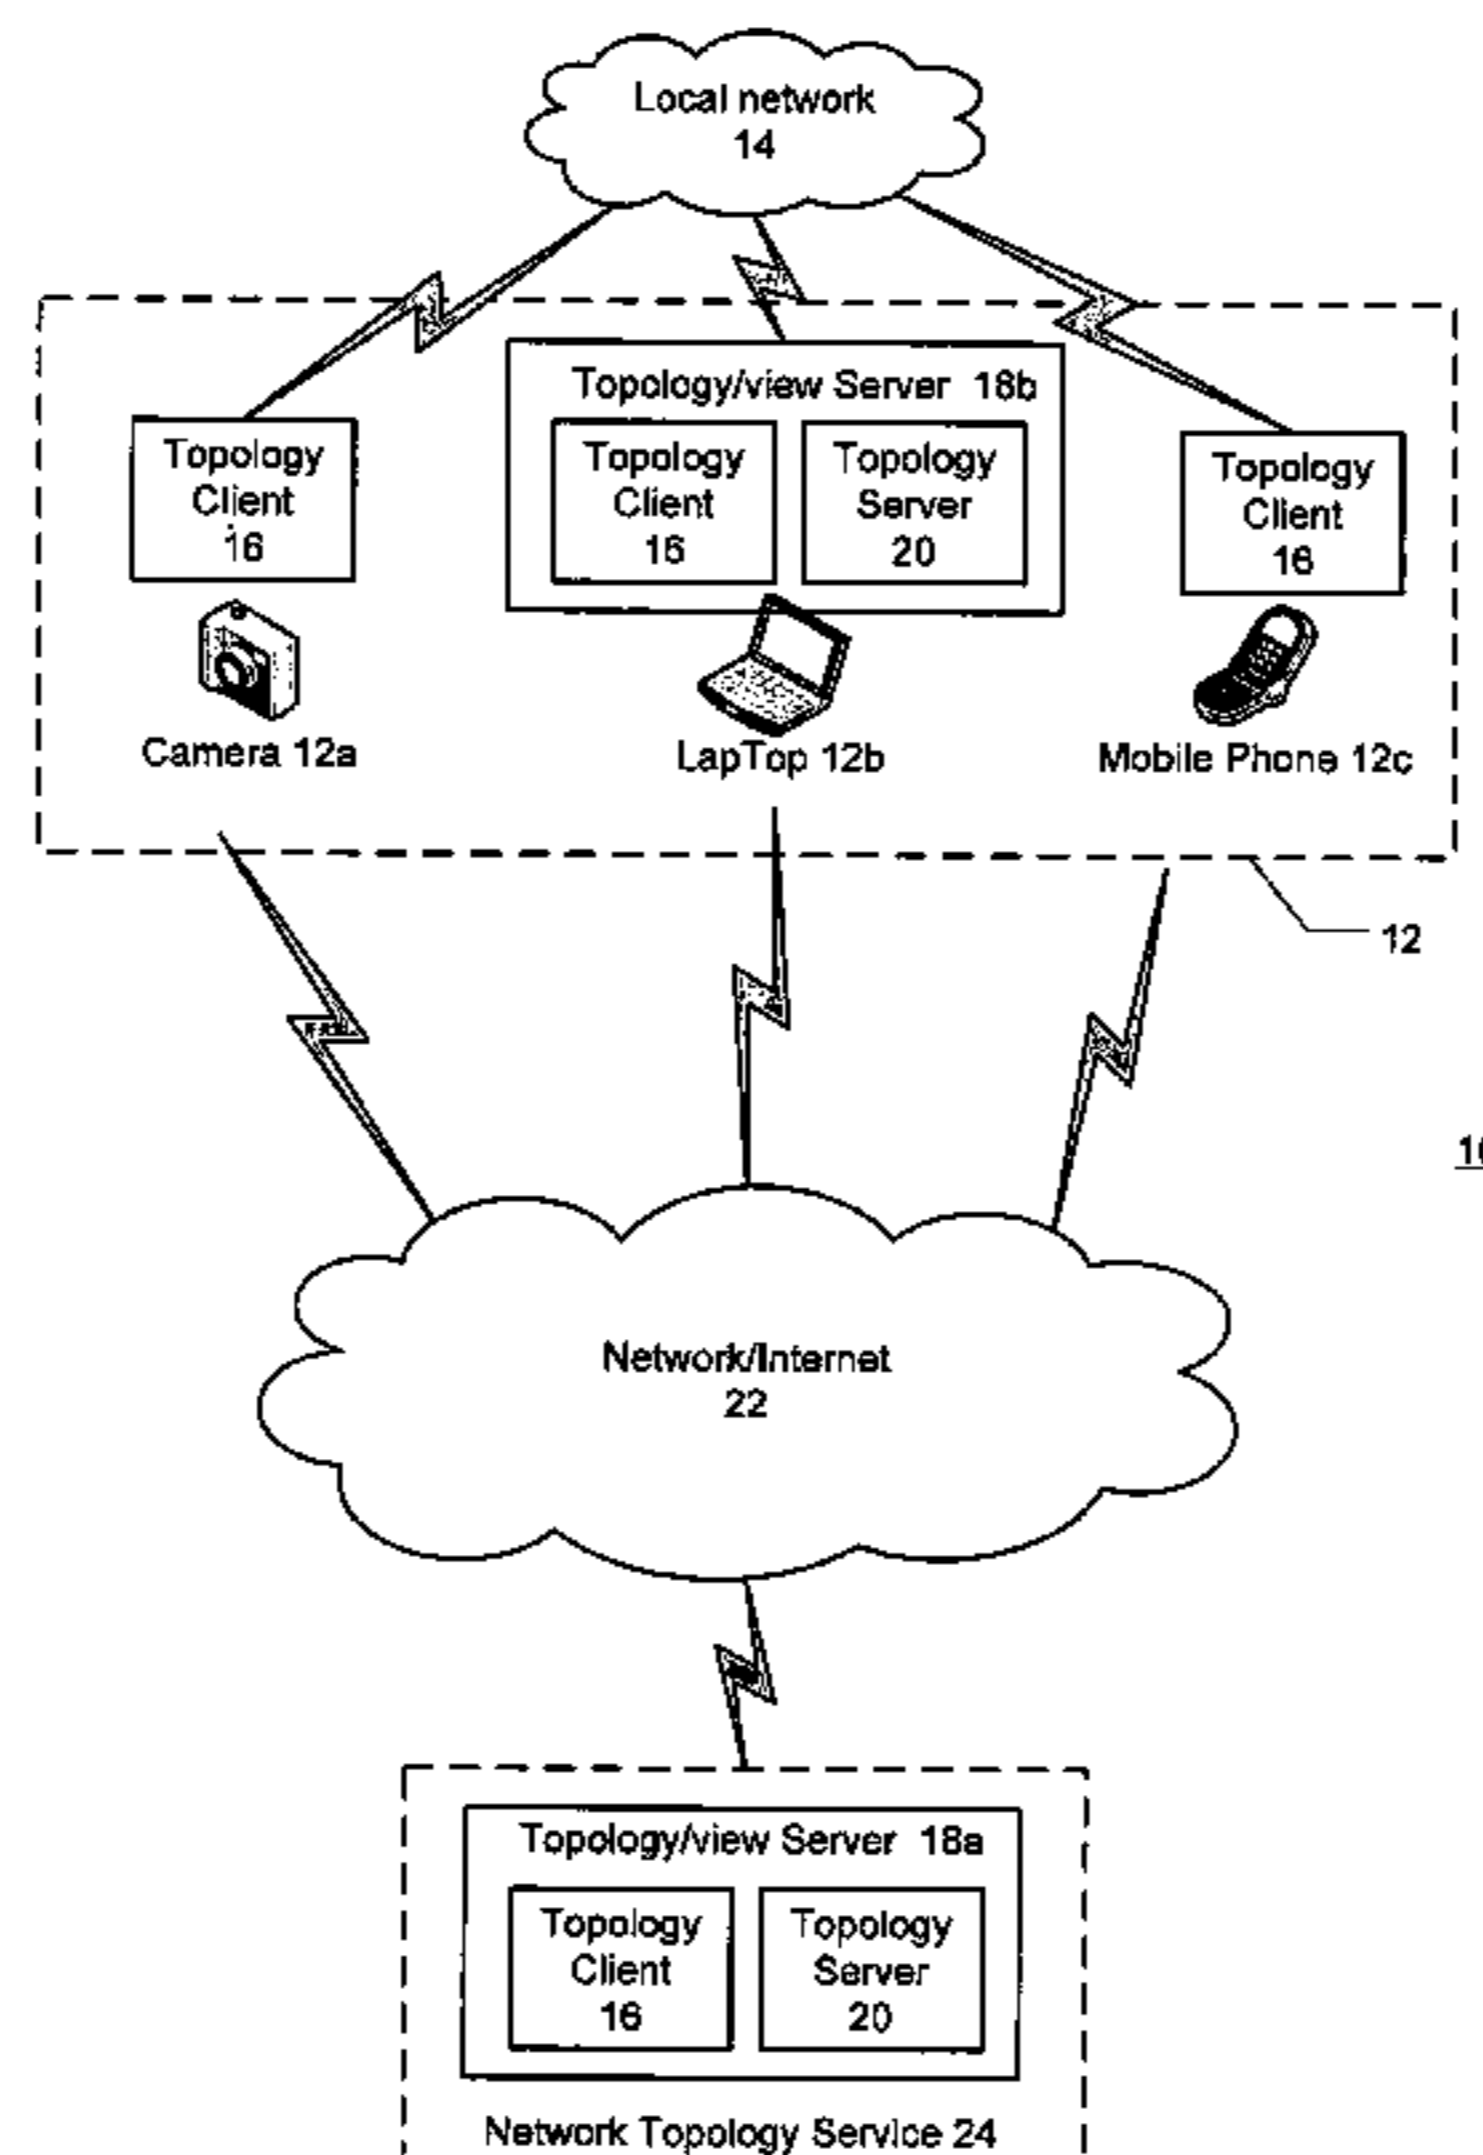 Local network
14
Topology/view Server 18b
Topology
Client
16
Topology
Client
16
Topology
Server
20
Topology
Client
16
Camera 12a
LapTop 12b
Mobile Phone 12c
12
Network/Internet
22
Topology/view Server 18a
Topology
Client
16
Topology
Server
20
Network Topology Service 24